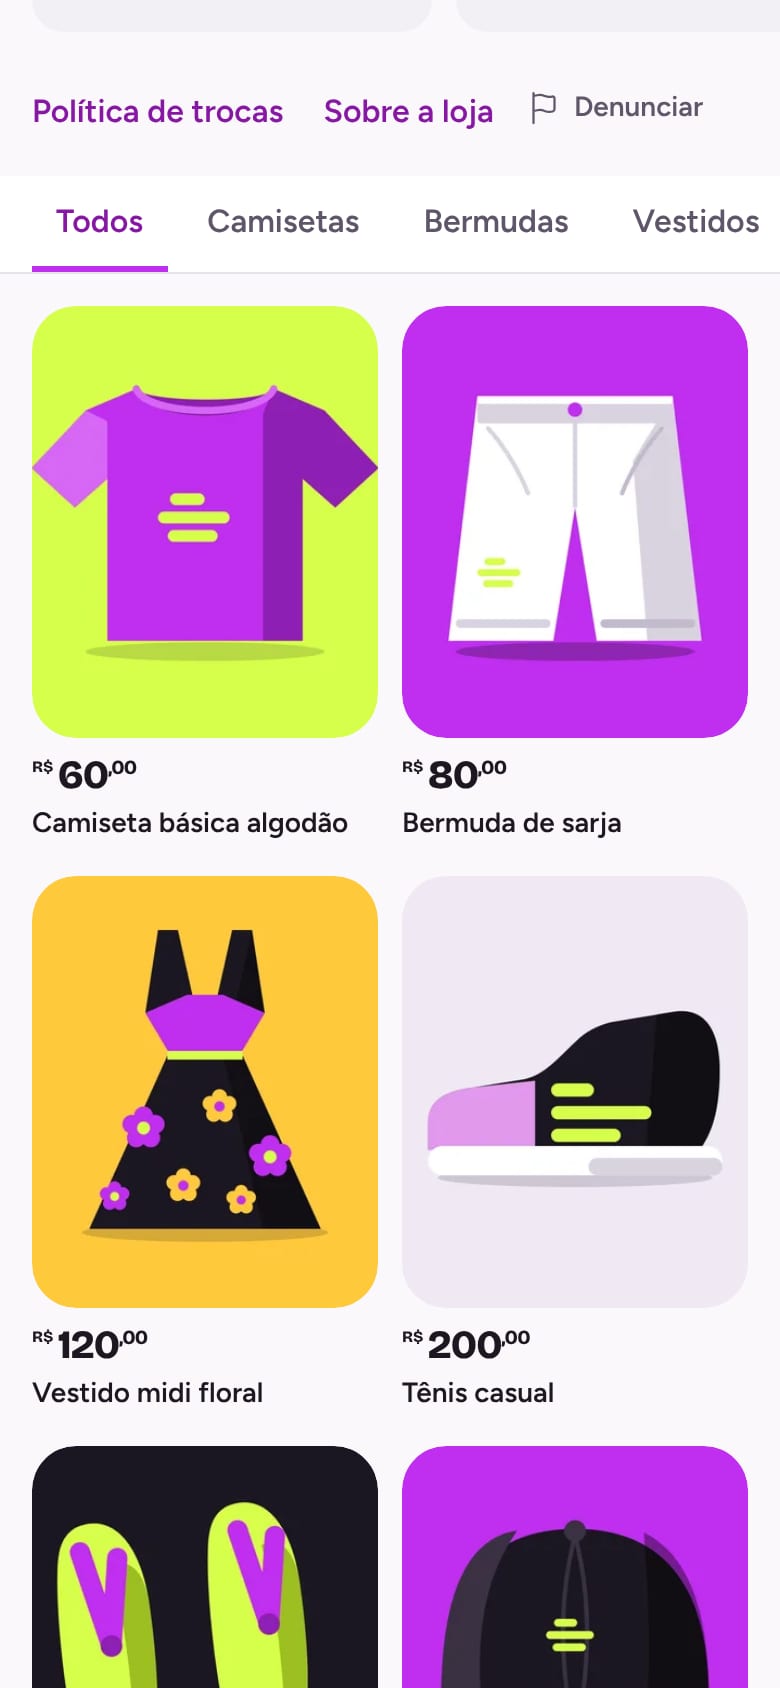 Política de trocas Sobre a loja Denunciar
Todos Camisetas Bermudas Vestidos
R$ 60,00 R$ 80,00
Camiseta básica algodão Bermuda de sarja
R$ 120,00 R$ 200,00
Vestido midi floral Tênis casual